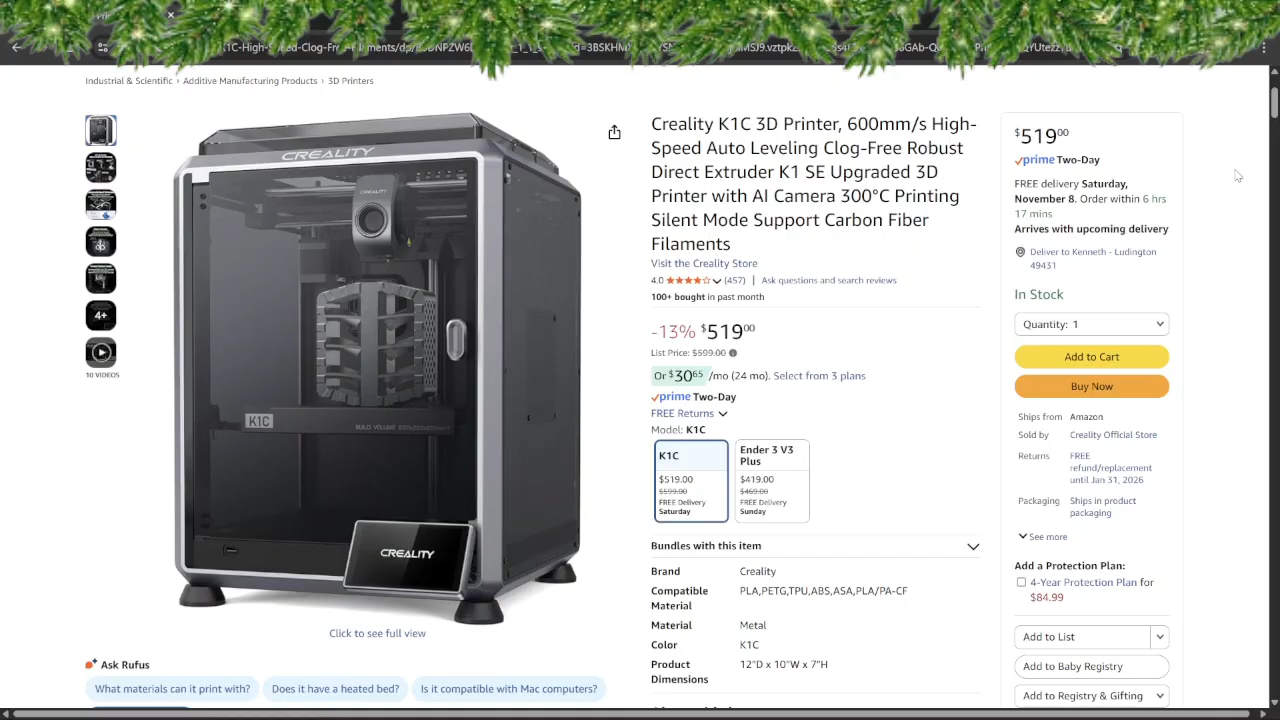 Industrial & Scientific › Additive Manufacturing Products › 3D Printers
CREALITY
CREALITY
K1C
CREALITY
10 VIDEOS
Click to see full view
Ask Rufus
What materials can it print with?
Does it have a heated bed?
Is it compatible with Mac computers?
Creality K1C 3D Printer, 600mm/s High-
Speed Auto Leveling Clog-Free Robust
Direct Extruder K1 SE Upgraded 3D
Printer with AI Camera 300°C Printing
Silent Mode Support Carbon Fiber
Filaments
Visit the Creality Store
4.0 (457) | Ask questions and search reviews
100+ bought in past month
-13% $519 00
List Price: $599.00
Or $30 65 /mo (24 mo). Select from 3 plans
prime Two-Day
FREE Returns
Model: K1C
K1C
$519.00
$599.00
FREE Delivery
Saturday
Ender 3 V3
Plus
$419.00
$469.00
FREE Delivery
Sunday
Bundles with this item
Brand Creality
Compatible Material PLA,PETG,TPU,ABS,ASA,PLA/PA-CF
Material Metal
Color K1C
Product Dimensions 12"D x 10"W x 7"H
$519 00
prime Two-Day
FREE delivery Saturday,
November 8. Order within 6 hrs
17 mins
Arrives with upcoming delivery
Deliver to Kenneth - Ludington
49431
In Stock
Quantity: 1
Add to Cart
Buy Now
Ships from Amazon
Sold by Creality Official Store
Returns FREE
refund/replacement
until Jan 31, 2026
Packaging Ships in product
packaging
See more
Add a Protection Plan:
4-Year Protection Plan for
$84.99
Add to List
Add to Baby Registry
Add to Registry & Gifting